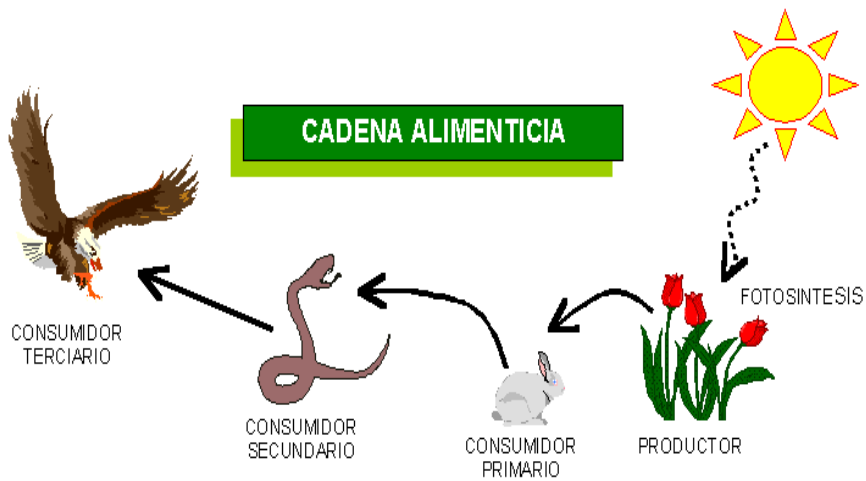 CADENA ALIMENTICIA
FOTOSINTESIS
CONSUMIDOR
TERCIARIO
CONSUMIDOR
SECUNDARIO
CONSUMIDOR
PRIMARIO
PRODUCTOR